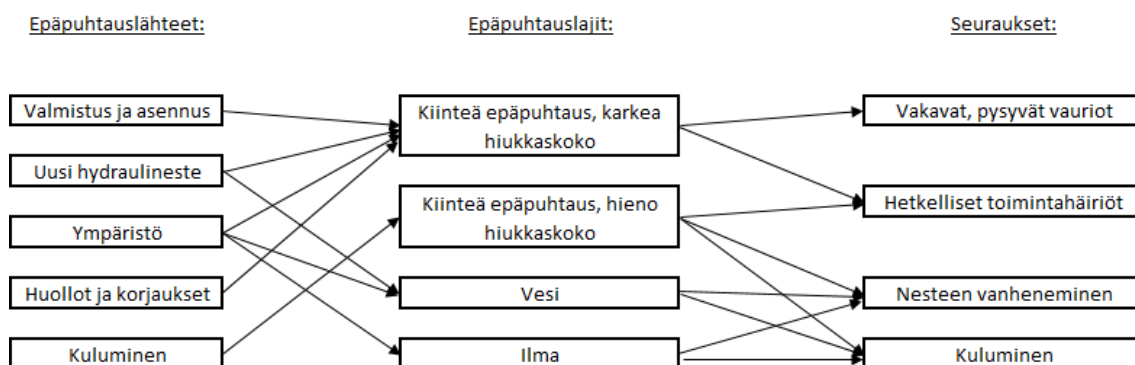 Epäpuhtauslähteet:
Epäpuhtauslajit:
Seuraukset:
Valmistus ja asennus
Kiinteä epäpuhtaus, karkea
hiukkaskoko
Vakavat, pysyvät vauriot
Uusi hydraulineste
Kiinteä epäpuhtaus, hieno
hiukkaskoko
Hetkelliset toimintahäiriöt
Ympäristö
Huollot ja korjaukset
Vesi
Nesteen vanheneminen
Kuluminen
Ilma
Kuluminen